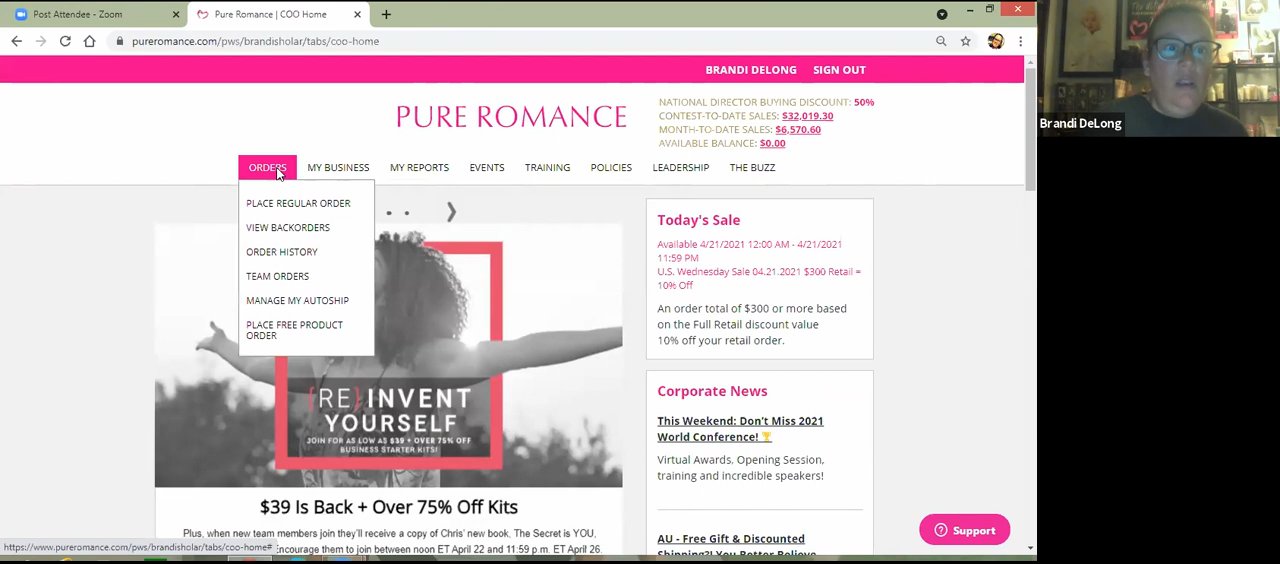 Post Attendee - Zoom
Pure Romance | COO Home
pureromance.com/pws/brandisholar/tabs/coo-home
BRANDI DELONG SIGN OUT
PURE ROMANCE
NATIONAL DIRECTOR BUYING DISCOUNT: 50%
CONTEST-TO-DATE SALES: $32,019.30
MONTH-TO-DATE SALES: $6,570.60
AVAILABLE BALANCE: $0.00
ORDERS MY BUSINESS MY REPORTS EVENTS TRAINING POLICIES LEADERSHIP THE BUZZ
PLACE REGULAR ORDER
VIEW BACKORDERS
ORDER HISTORY
TEAM ORDERS
MANAGE MY AUTOSHIP
PLACE FREE PRODUCT
ORDER
{RE}INVENT
YOURSELF
JOIN FOR AS LOW AS $39 + OVER 75% OFF
BUSINESS STARTER KITS!
$39 Is Back + Over 75% Off Kits
Plus, when new team members join they'll receive a copy of Chris' new book, The Secret is YOU,
Encourage them to join between noon ET April 22 and 11:59 p.m. ET April 26.
Today's Sale
Available 4/21/2021 12:00 AM - 4/21/2021
11:59 PM
U.S. Wednesday Sale 04.21.2021 $300 Retail =
10% Off
An order total of $300 or more based
on the Full Retail discount value
10% off your retail order.
Corporate News
This Weekend: Don't Miss 2021
World Conference!
Virtual Awards, Opening Session,
training and incredible speakers!
AU - Free Gift & Discounted
Shipping?! You Better Believe
Support
https://www.pureromance.com/pws/brandisholar/tabs/coo-home#
Brandi DeLong